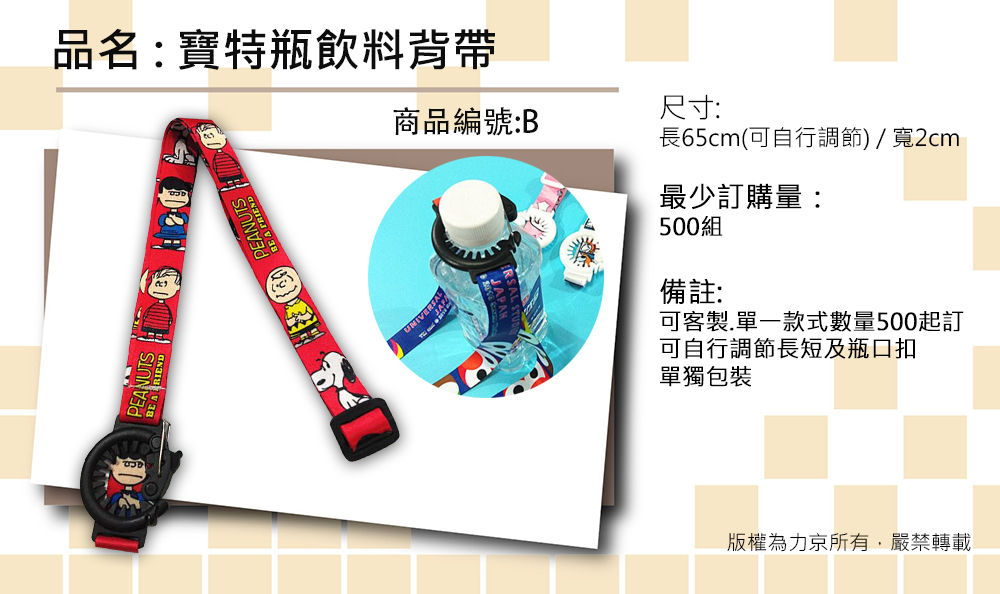 品名 : 寶特瓶飲料背帶
商品編號:B
尺寸:
長65cm(可自行調節) / 寬2cm
最少訂購量：
500組
備註:
可客製.單一款式數量500起訂
可自行調節長短及瓶口扣
單獨包裝
PEANUTS
BE A FRIEND
PEANUTS
BE A FRIEND
UNIVERSAL
JAPAN
版權為力京所有，嚴禁轉載